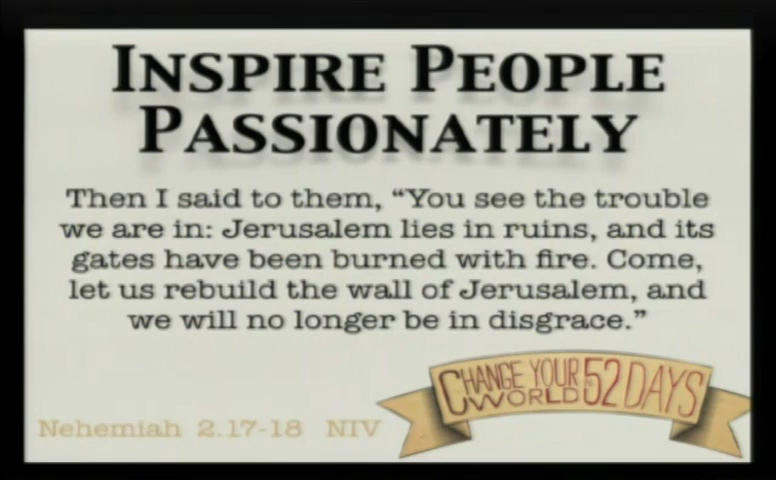 INSPIRE PEOPLE
PASSIONATELY
Then I said to them, “You see the trouble
we are in: Jerusalem lies in ruins, and its
gates have been burned with fire. Come,
let us rebuild the wall of Jerusalem, and
we will no longer be in disgrace.”
CHANGE YOUR
WORLD IN 52 DAYS
Nehemiah 2.17-18 NIV